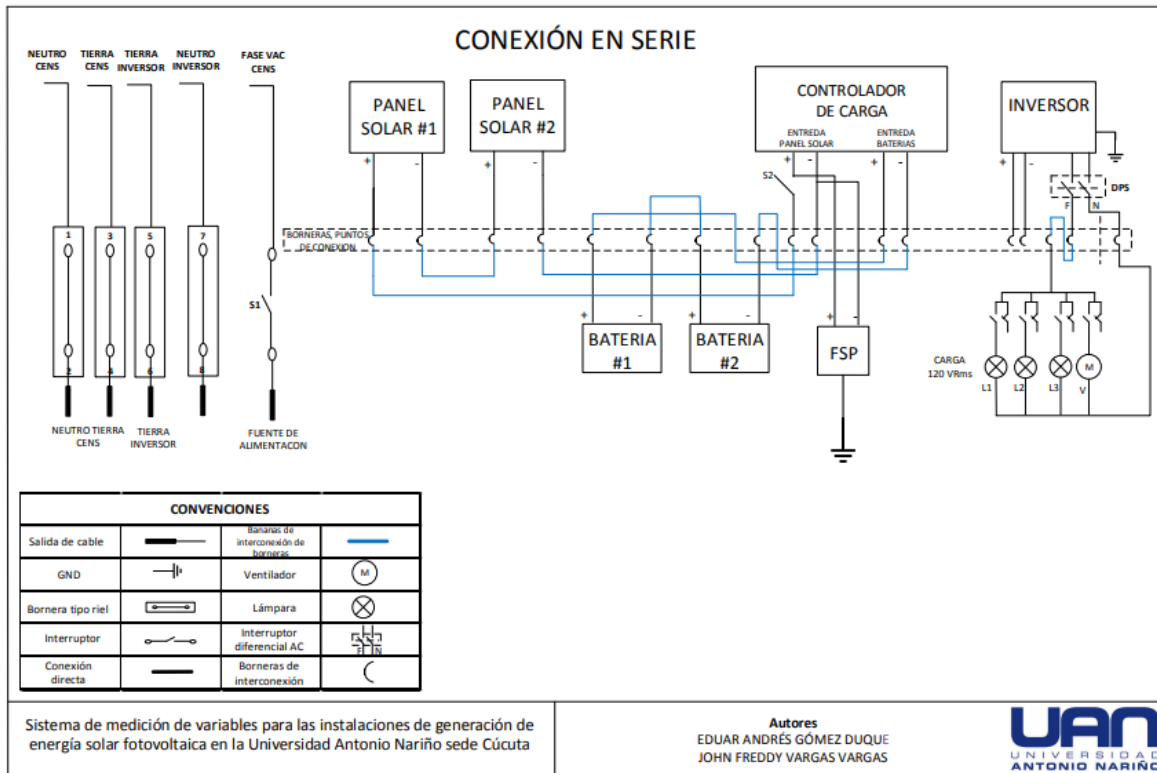 CONEXIÓN EN SERIE
NEUTRO
CENS
TIERRA
CENS
TIERRA
INVERSOR
NEUTRO
INVERSOR
FASE VAC
CENS
PANEL
SOLAR #1
+ -
PANEL
SOLAR #2
+ -
CONTROLADOR
DE CARGA
ENTREDA
PANEL SOLAR
ENTREDA
BATERIAS
+ - + -
S2
INVERSOR
+ -
DPS
F N
1 3 5 7
BORNERAS, PUNTOS
DE CONEXION
S1
2 4 6 8
+ -
BATERIA
#1
+ -
BATERIA
#2
+ -
FSP
CARGA
120 VRms
L1 L2 L3 M
V
NEUTRO TIERRA
CENS
TIERRA
INVERSOR
FUENTE DE
ALIMENTACON
CONVENCIONES
Salida de cable
Bananas de
interconexión de
borneras
GND
Ventilador
M
Bornera tipo riel
Lámpara
Interruptor
Interruptor
diferencial AC
F N
Conexión
directa
Borneras de
interconexión
Sistema de medición de variables para las instalaciones de generación de
energía solar fotovoltaica en la Universidad Antonio Nariño sede Cúcuta
Autores
EDUAR ANDRÉS GÓMEZ DUQUE
JOHN FREDDY VARGAS VARGAS
UAN
UNIVERSIDAD
ANTONIO NARIÑO